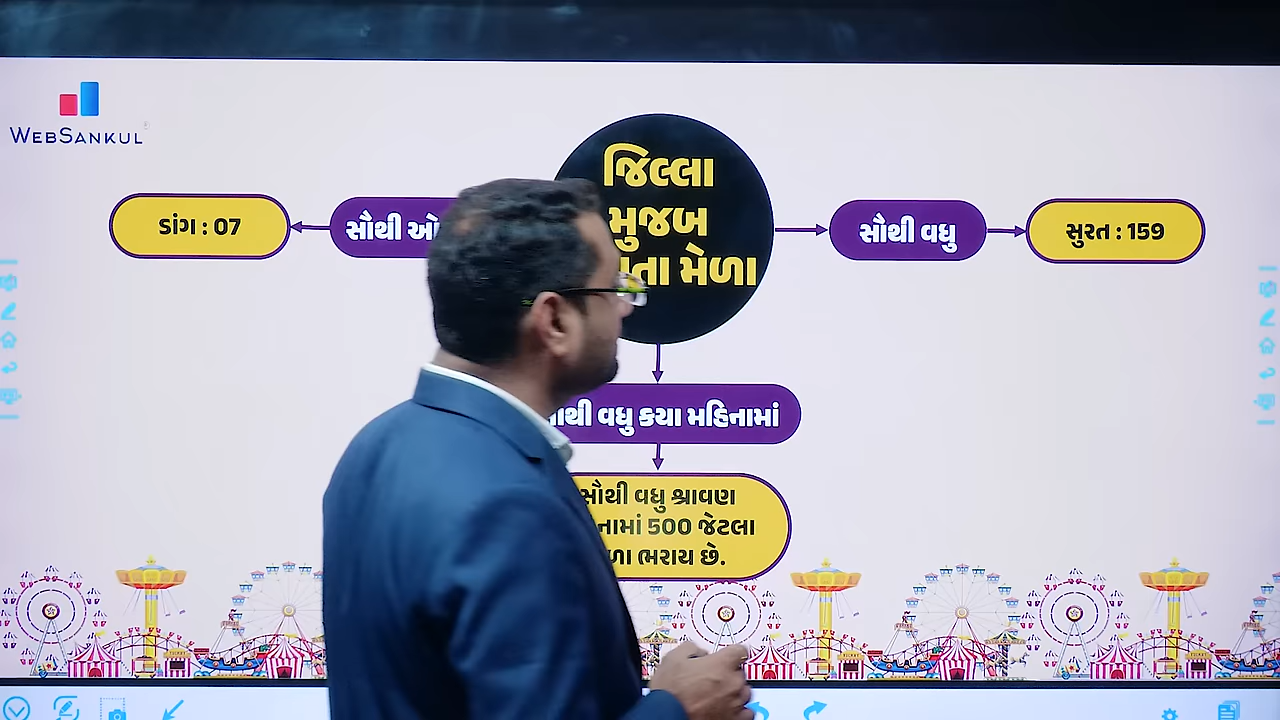 WEBSANKUL
જિલ્લા
મુજબ
મેળા
ડાંગ : 07
સૌથી
સૌથી વધુ
સુરત : 159
વધુ કયા મહિનામાં
સૌથી વધુ શ્રાવણ
500 જેટલા
ભરાય છે.